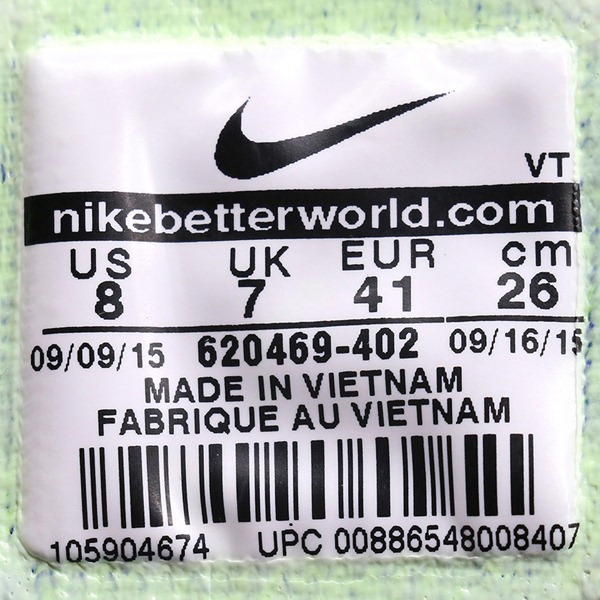 VT
nikebetterworld.com
US UK EUR cm
8 7 41 26
09/09/15 620469-402 09/16/15
MADE IN VIETNAM
FABRIQUE AU VIETNAM
105904674 UPC 00886548008407